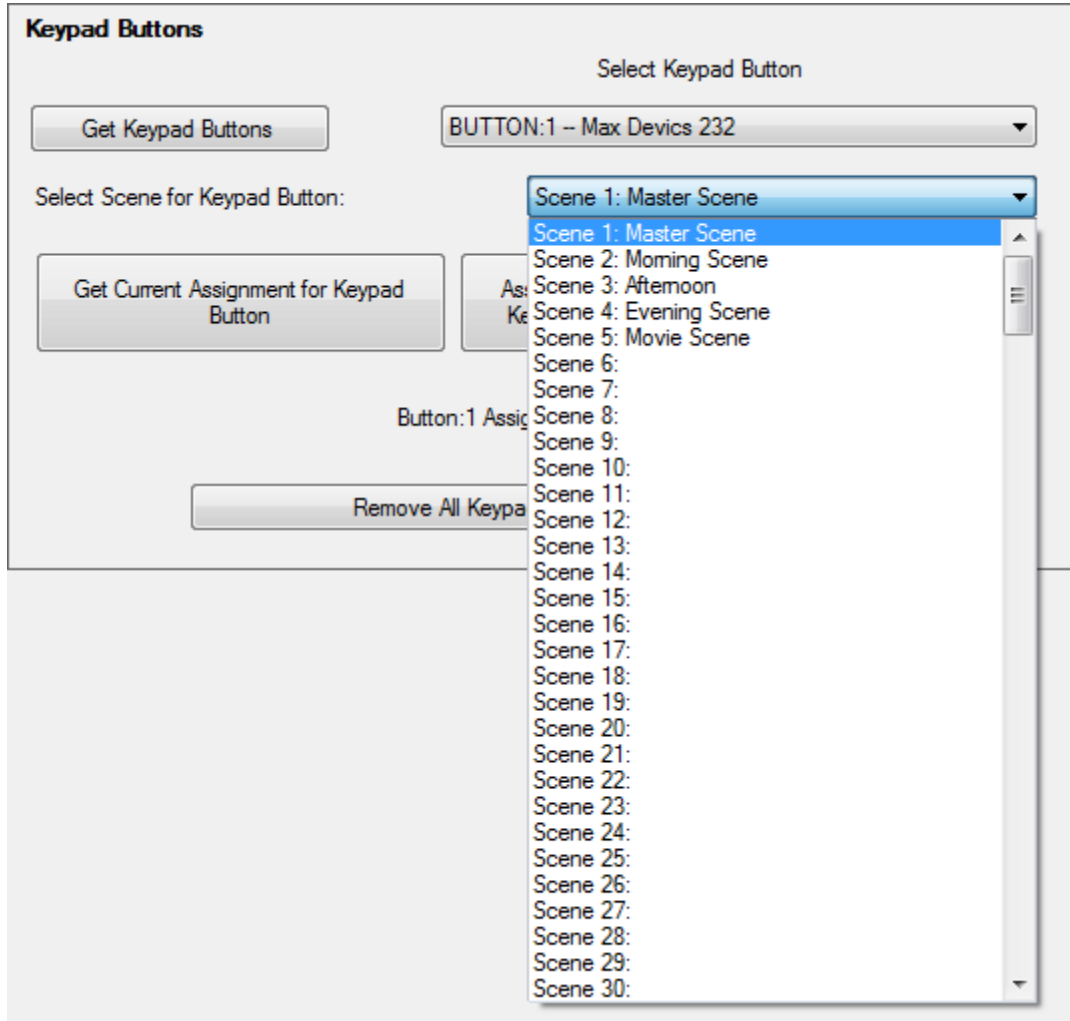 Keypad Buttons
Select Keypad Button
Get Keypad Buttons
BUTTON:1 -- Max Devics 232
Select Scene for Keypad Button:
Scene 1: Master Scene
Scene 1: Master Scene
Scene 2: Morning Scene
Scene 3: Afternoon
Scene 4: Evening Scene
Scene 5: Movie Scene
Scene 6:
Scene 7:
Scene 8:
Scene 9:
Scene 10:
Scene 11:
Scene 12:
Scene 13:
Scene 14:
Scene 15:
Scene 16:
Scene 17:
Scene 18:
Scene 19:
Scene 20:
Scene 21:
Scene 22:
Scene 23:
Scene 24:
Scene 25:
Scene 26:
Scene 27:
Scene 28:
Scene 29:
Scene 30:
Get Current Assignment for Keypad
Button
Button:1
Remove All